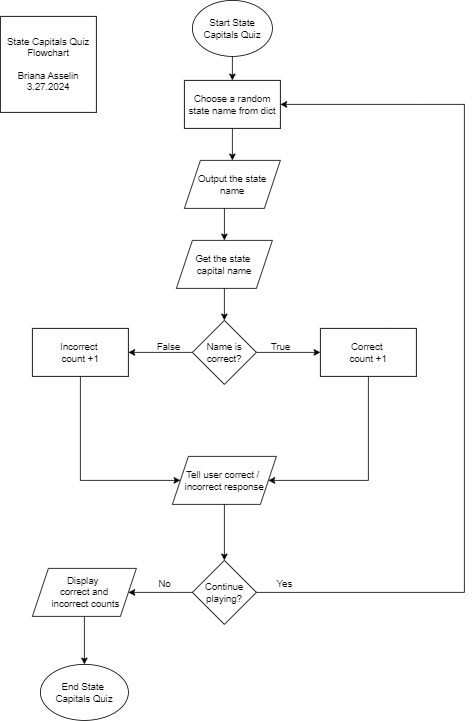 Start State
Capitals Quiz
State Capitals Quiz
Flowchart
Briana Asselin
3.27.2024
Choose a random
state name from dict
Output the state
name
Get the state
capital name
Incorrect
count +1
False
Name is
correct?
True
Correct
count +1
Tell user correct /
incorrect response
Display
correct and
incorrect counts
No
Continue
playing?
Yes
End State
Capitals Quiz